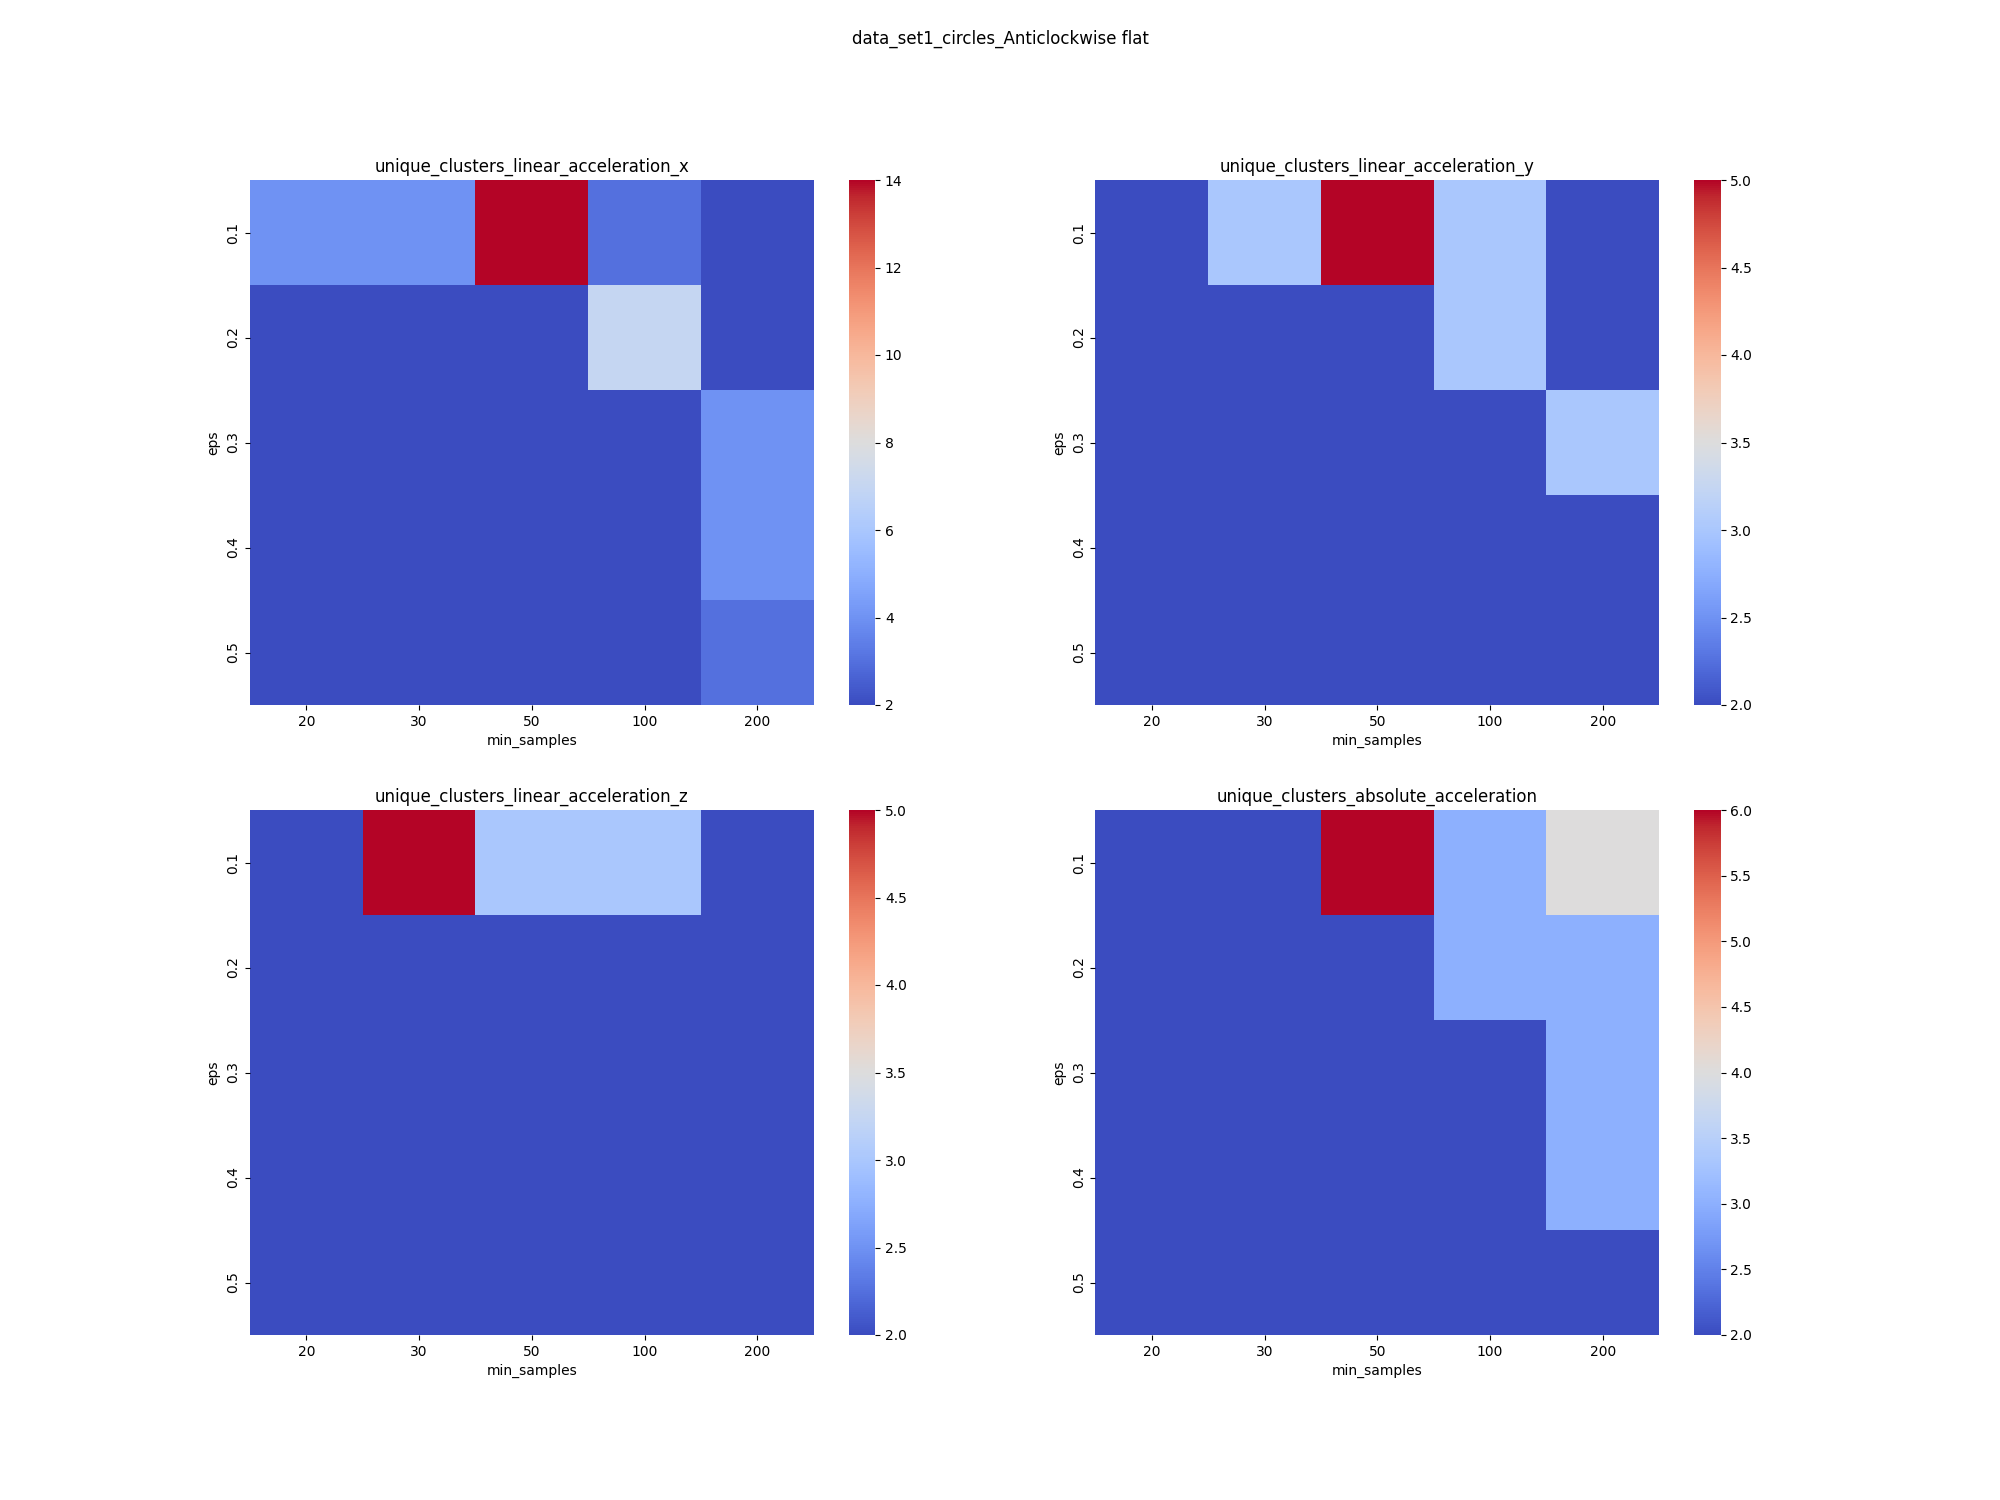 data_set1_circles_Anticlockwise flat
unique_clusters_linear_acceleration_x
eps
0.1
0.2
0.3
0.4
0.5
20 30 50 100 200
min_samples
14
12
10
8
6
4
2
unique_clusters_linear_acceleration_y
eps
0.1
0.2
0.3
0.4
0.5
20 30 50 100 200
min_samples
5.0
4.5
4.0
3.5
3.0
2.5
2.0
unique_clusters_linear_acceleration_z
eps
0.1
0.2
0.3
0.4
0.5
20 30 50 100 200
min_samples
5.0
4.5
4.0
3.5
3.0
2.5
2.0
unique_clusters_absolute_acceleration
eps
0.1
0.2
0.3
0.4
0.5
20 30 50 100 200
min_samples
6.0
5.5
5.0
4.5
4.0
3.5
3.0
2.5
2.0